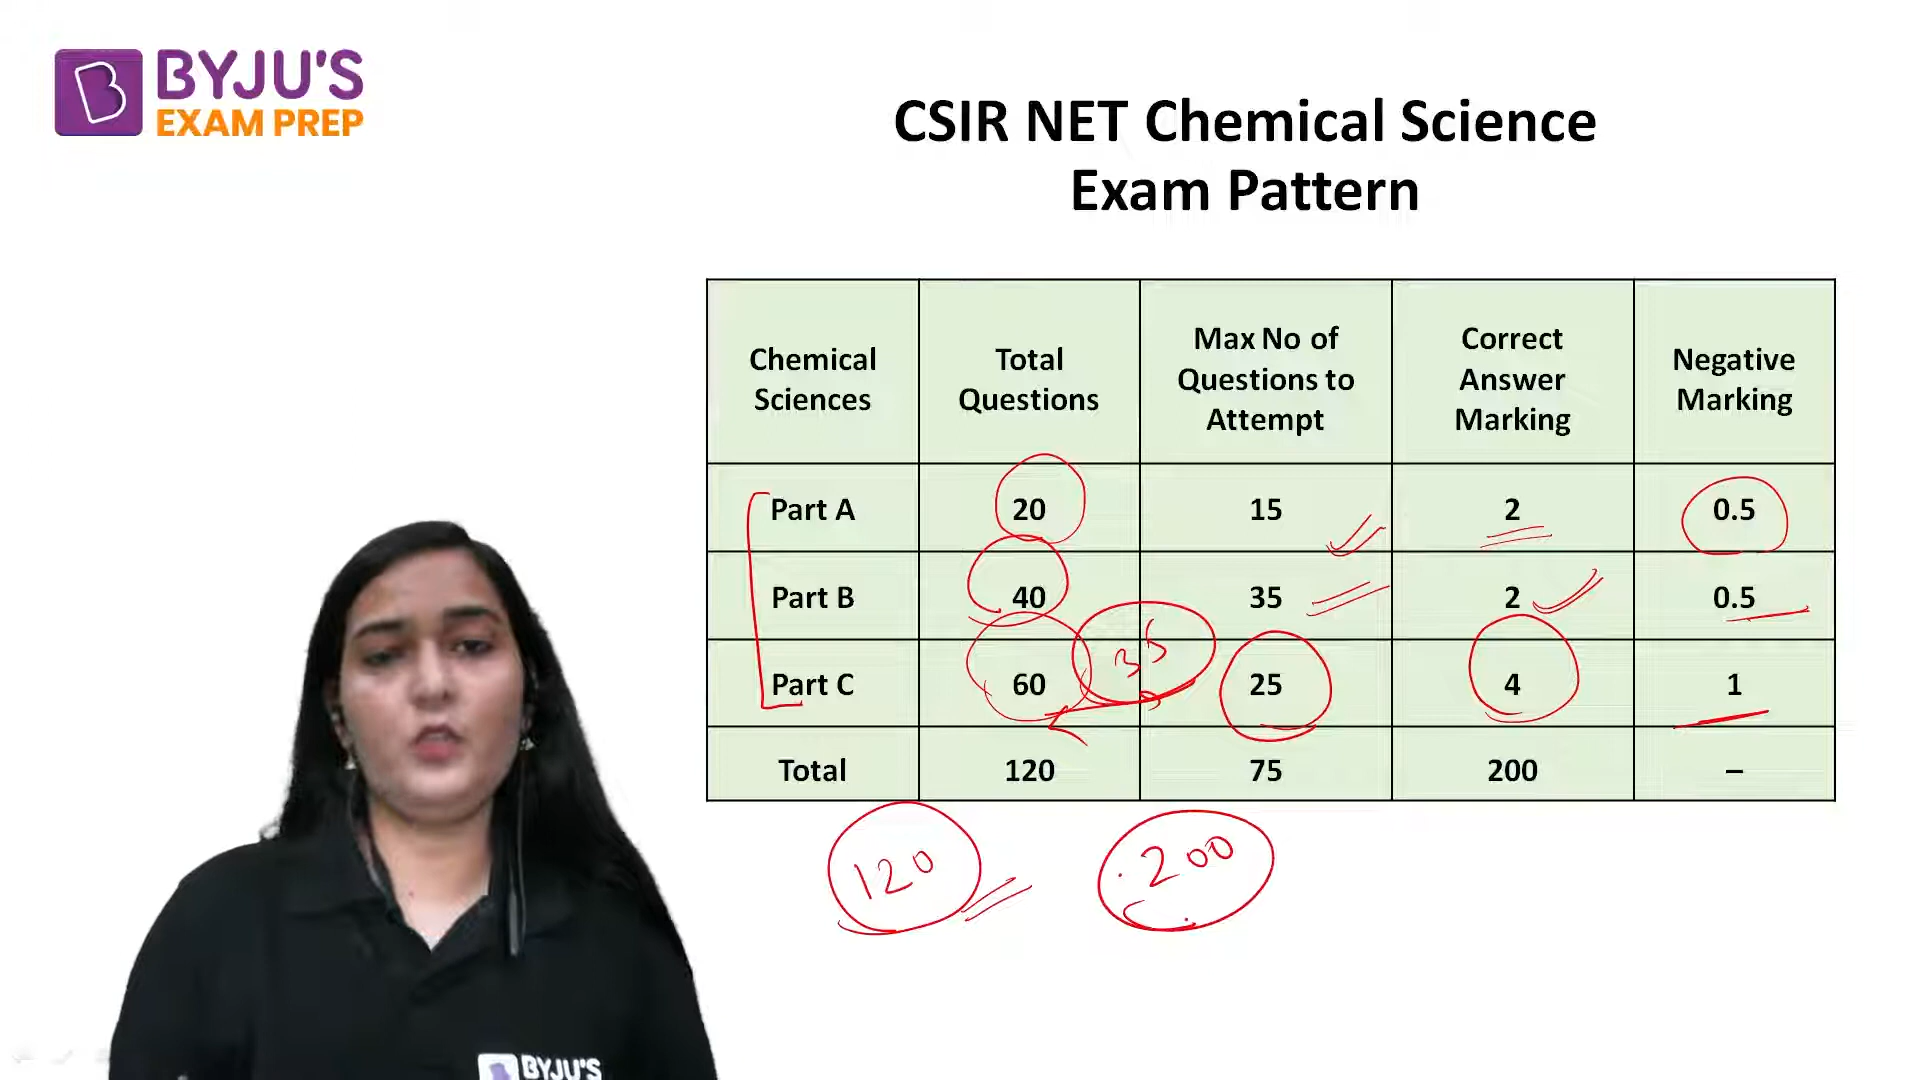 BYJU'S
EXAM PREP
CSIR NET Chemical Science
Exam Pattern
Chemical Sciences Total Questions Max No of Questions to Attempt Correct Answer Marking Negative Marking
Part A 20 15 2 0.5
Part B 40 35 2 0.5
35
Part C 60 25 4 1
Total 120 75 200 –
120 200
BYJU'S